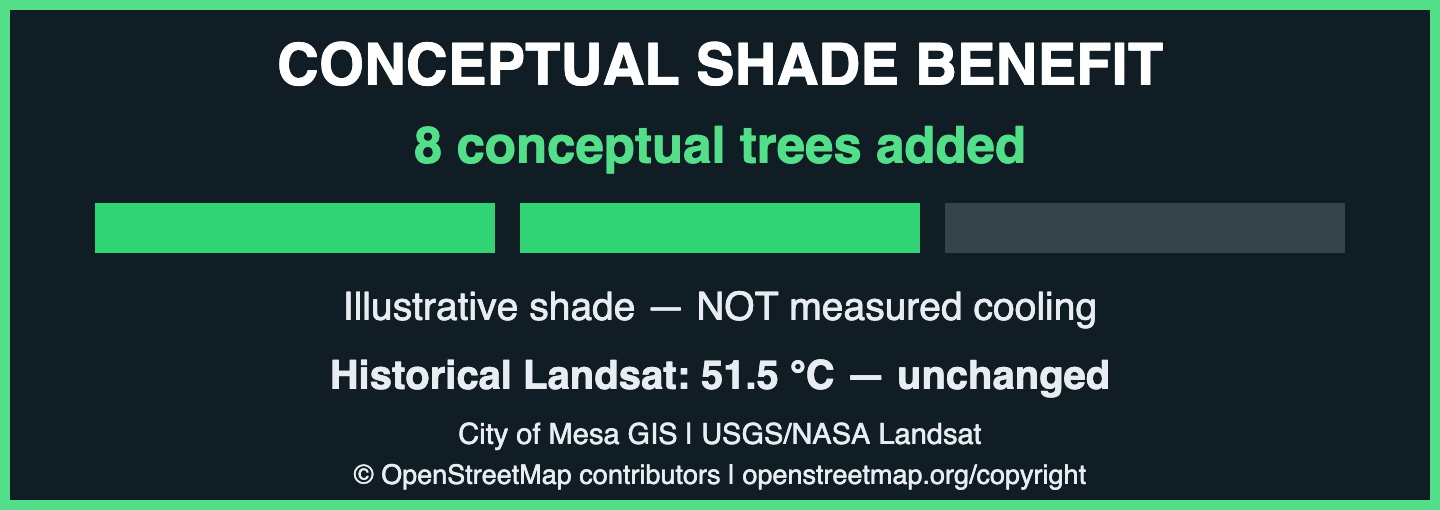 CONCEPTUAL SHADE BENEFIT
8 conceptual trees added
Illustrative shade — NOT measured cooling
Historical Landsat: 51.5 °C — unchanged
City of Mesa GIS | USGS/NASA Landsat
© OpenStreetMap contributors | openstreetmap.org/copyright